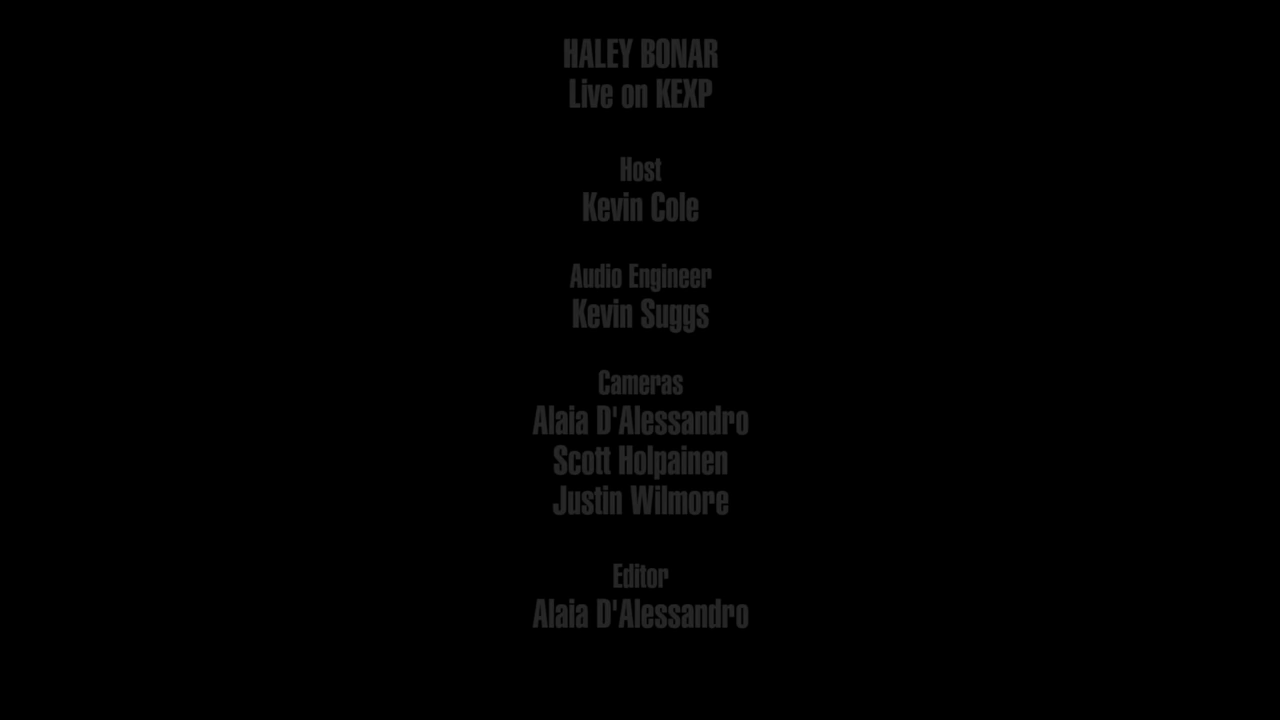 HALEY BONAR
Live on KEXP
Host
Kevin Cole
Audio Engineer
Kevin Suggs
Cameras
Alaia D'Alessandro
Scott Holpainen
Justin Wilmore
Editor
Alaia D'Alessandro